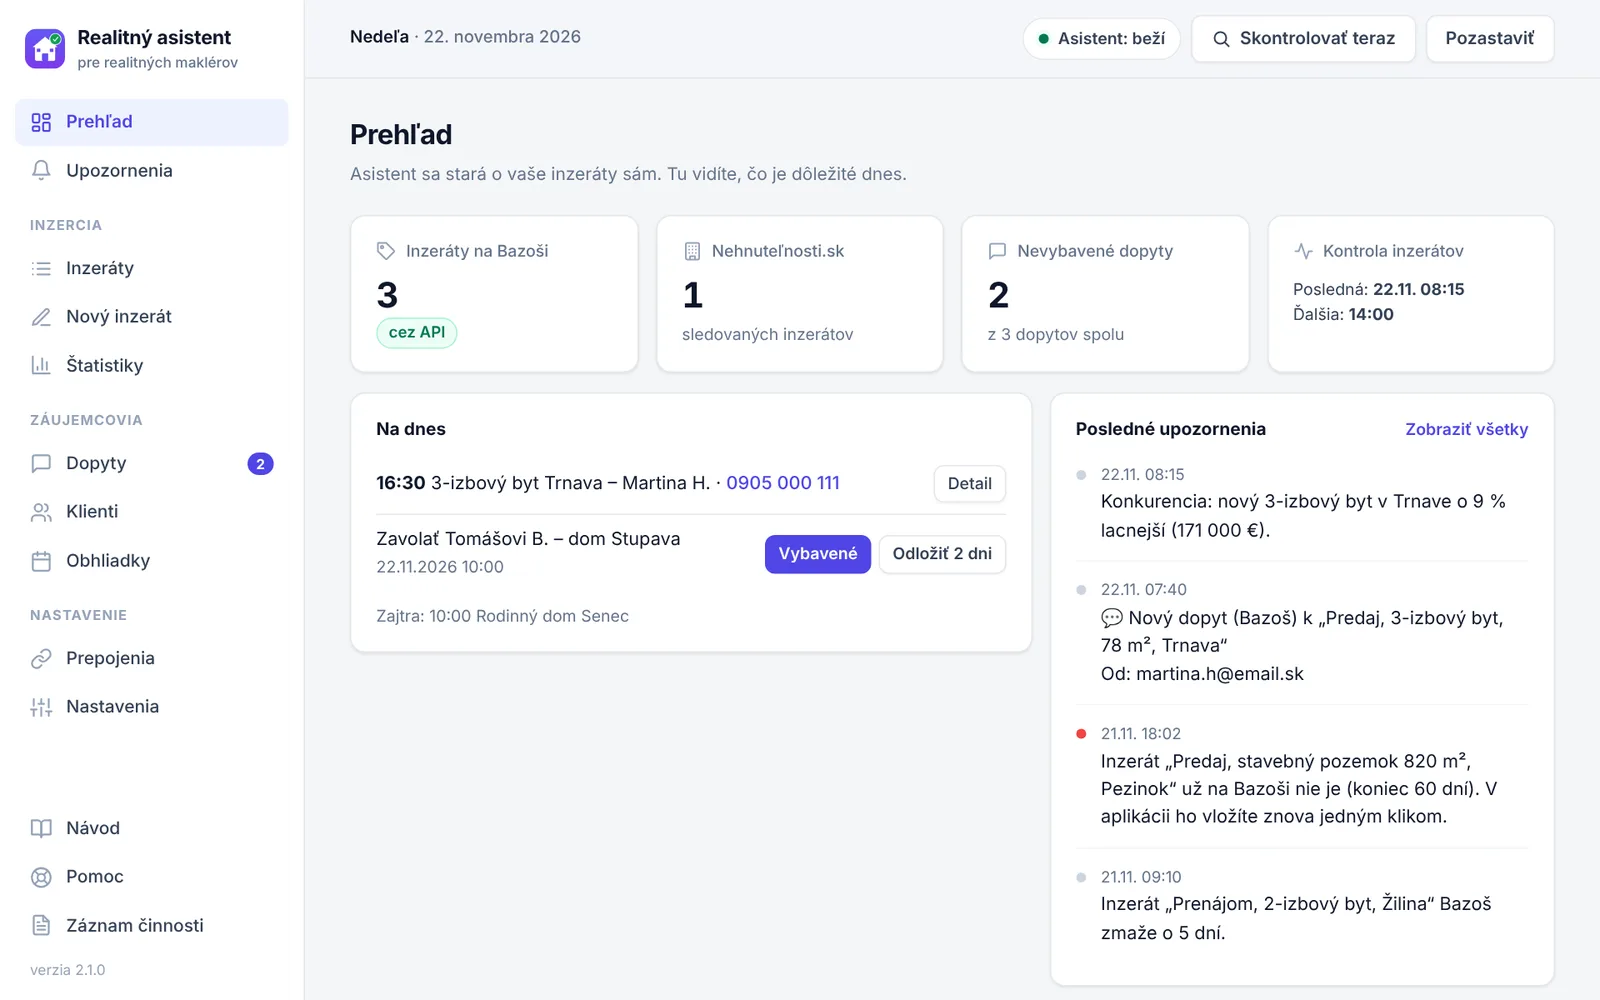 Realitný asistent
pre realitných maklérov
Prehľad
Upozornenia
INZERCIA
Inzeráty
Nový inzerát
Štatistiky
ZÁUJEMCOVIA
Dopyty 2
Klienti
Obhliadky
NASTAVENIE
Prepojenia
Nastavenia
Návod
Pomoc
Záznam činnosti
verzia 2.1.0
Nedeľa · 22. novembra 2026
Asistent: beží
Skontrolovať teraz
Pozastaviť
Prehľad
Asistent sa stará o vaše inzeráty sám. Tu vidíte, čo je dôležité dnes.
Inzeráty na Bazoši
3
cez API
Nehnuteľnosti.sk
1
sledovaných inzerátov
Nevybavené dopyty
2
z 3 dopytov spolu
Kontrola inzerátov
Posledná: 22.11. 08:15
Ďalšia: 14:00
Na dnes
16:30 3-izbový byt Trnava – Martina H. · 0905 000 111
Detail
Zavolať Tomášovi B. – dom Stupava
22.11.2026 10:00
Vybavené
Odložiť 2 dni
Zajtra: 10:00 Rodinný dom Senec
Posledné upozornenia
Zobraziť všetky
22.11. 08:15
Konkurencia: nový 3-izbový byt v Trnave o 9 %
lacnejší (171 000 €).
22.11. 07:40
💬 Nový dopyt (Bazoš) k „Predaj, 3-izbový byt,
78 m², Trnava“
Od: martina.h@email.sk
21.11. 18:02
Inzerát „Predaj, stavebný pozemok 820 m²,
Pezinok“ už na Bazoši nie je (koniec 60 dní). V
aplikácii ho vložíte znova jedným klikom.
21.11. 09:10
Inzerát „Prenájom, 2-izbový byt, Žilina“ Bazoš
zmaže o 5 dní.